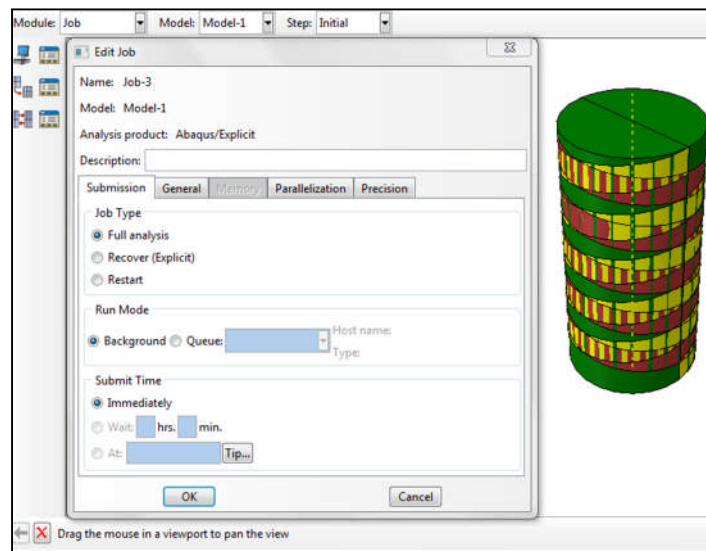 Module: Job Model: Model-1 Step: Initial
Edit Job
Name: Job-3
Model: Model-1
Analysis product: Abaqus/Explicit
Description:
Submission General Memory Parallelization Precision
Job Type
Full analysis
Recover (Explicit)
Restart
Run Mode
Background Queue: Host name:
Type:
Submit Time
Immediately
Wait: hrs. min.
At: Tip...
OK Cancel
Drag the mouse in a viewport to pan the view